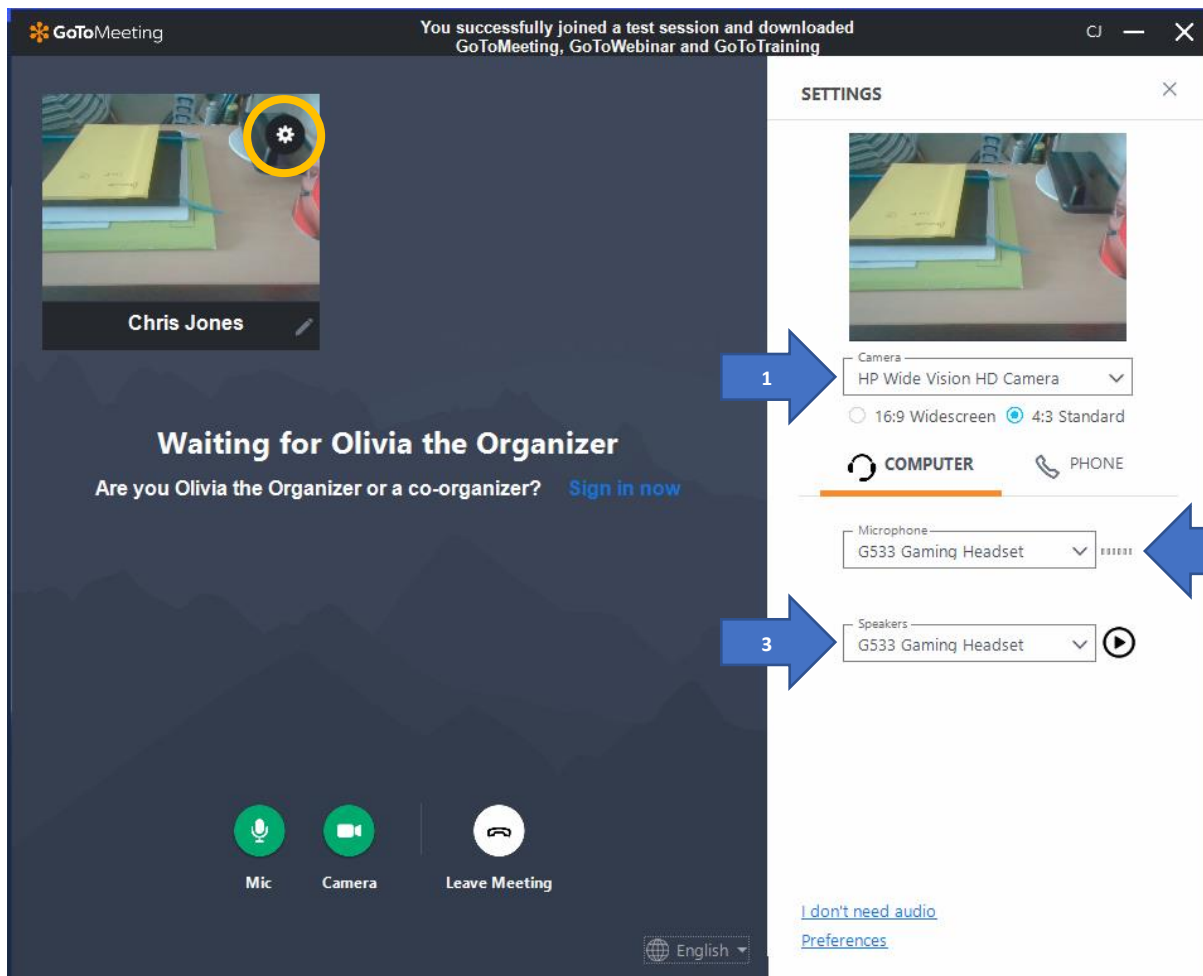 GoToMeeting
You successfully joined a test session and downloaded
GoToMeeting, GoToWebinar and GoToTraining
CJ
SETTINGS
Chris Jones
1
Camera
HP Wide Vision HD Camera
16:9 Widescreen
4:3 Standard
Waiting for Olivia the Organizer
Are you Olivia the Organizer or a co-organizer? Sign in now
COMPUTER
PHONE
Microphone
G533 Gaming Headset
3
Speakers
G533 Gaming Headset
Mic
Camera
Leave Meeting
I don't need audio
Preferences
English